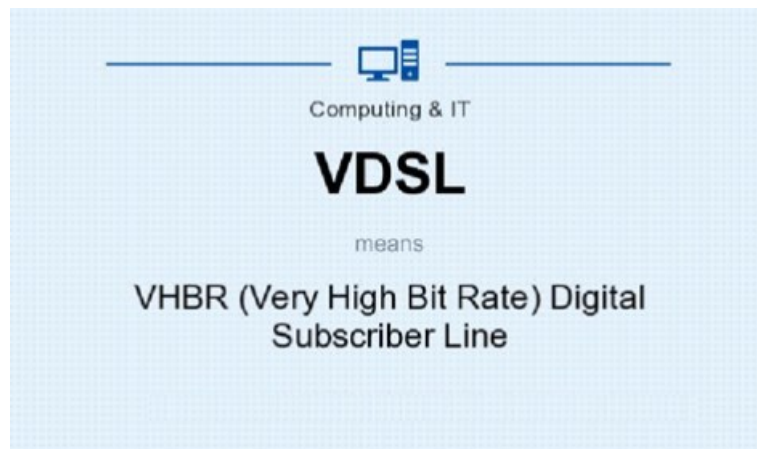 Computing & IT
VDSL
means
VHBR (Very High Bit Rate) Digital
Subscriber Line